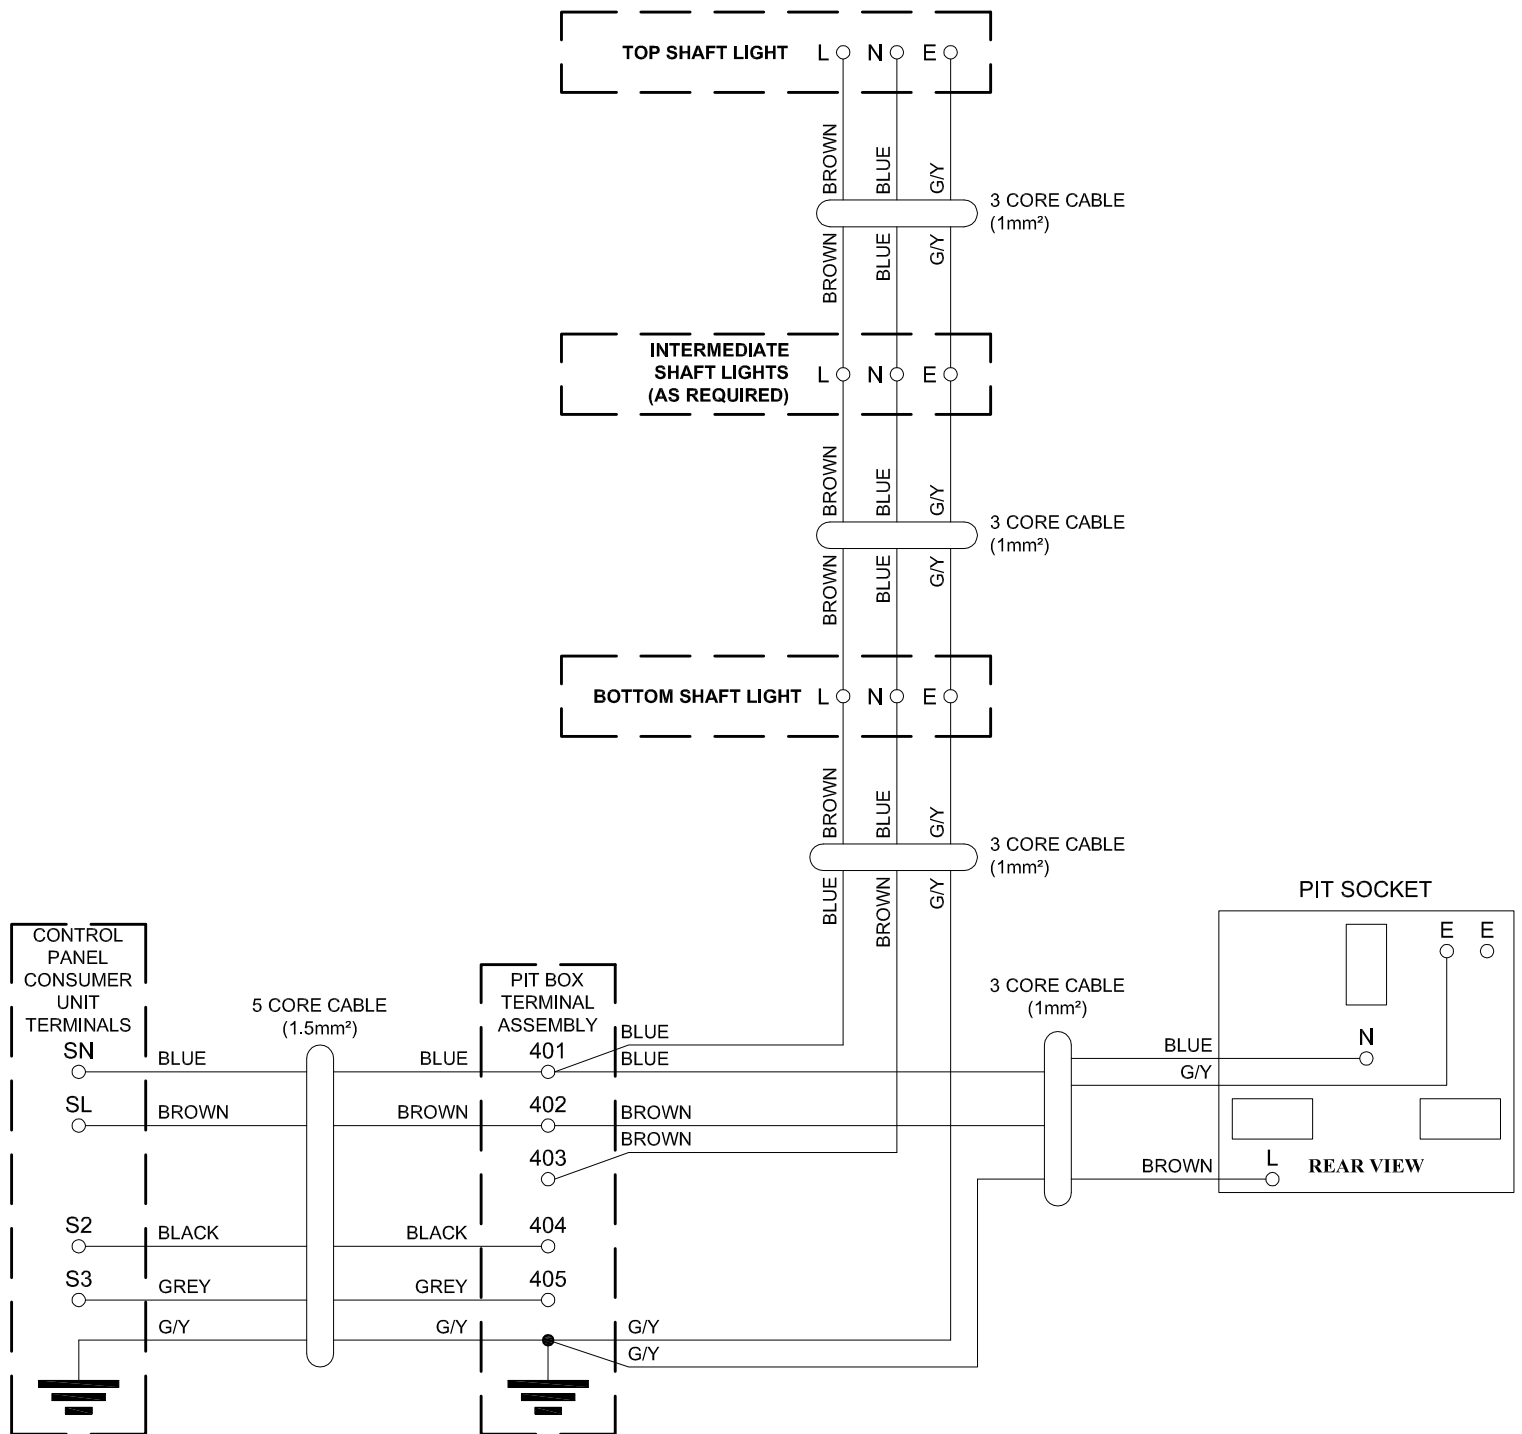 TOP SHAFT LIGHT L N E
BROWN BLUE G/Y
3 CORE CABLE
(1mm²)
BROWN BLUE G/Y
INTERMEDIATE
SHAFT LIGHTS
(AS REQUIRED)
L N E
BROWN BLUE G/Y
3 CORE CABLE
(1mm²)
BROWN BLUE G/Y
BOTTOM SHAFT LIGHT L N E
BROWN BLUE G/Y
3 CORE CABLE
(1mm²)
BLUE BROWN G/Y
PIT SOCKET
E E
N
L
REAR VIEW
CONTROL
PANEL
CONSUMER
UNIT
TERMINALS
SN
SL
S2
S3
5 CORE CABLE
(1.5mm²)
BLUE BLUE
BROWN BROWN
BLACK BLACK
GREY GREY
G/Y G/Y
PIT BOX
TERMINAL
ASSEMBLY
401
402
403
404
405
BLUE
BLUE
BROWN
BROWN
G/Y
G/Y
3 CORE CABLE
(1mm²)
BLUE
G/Y
BROWN